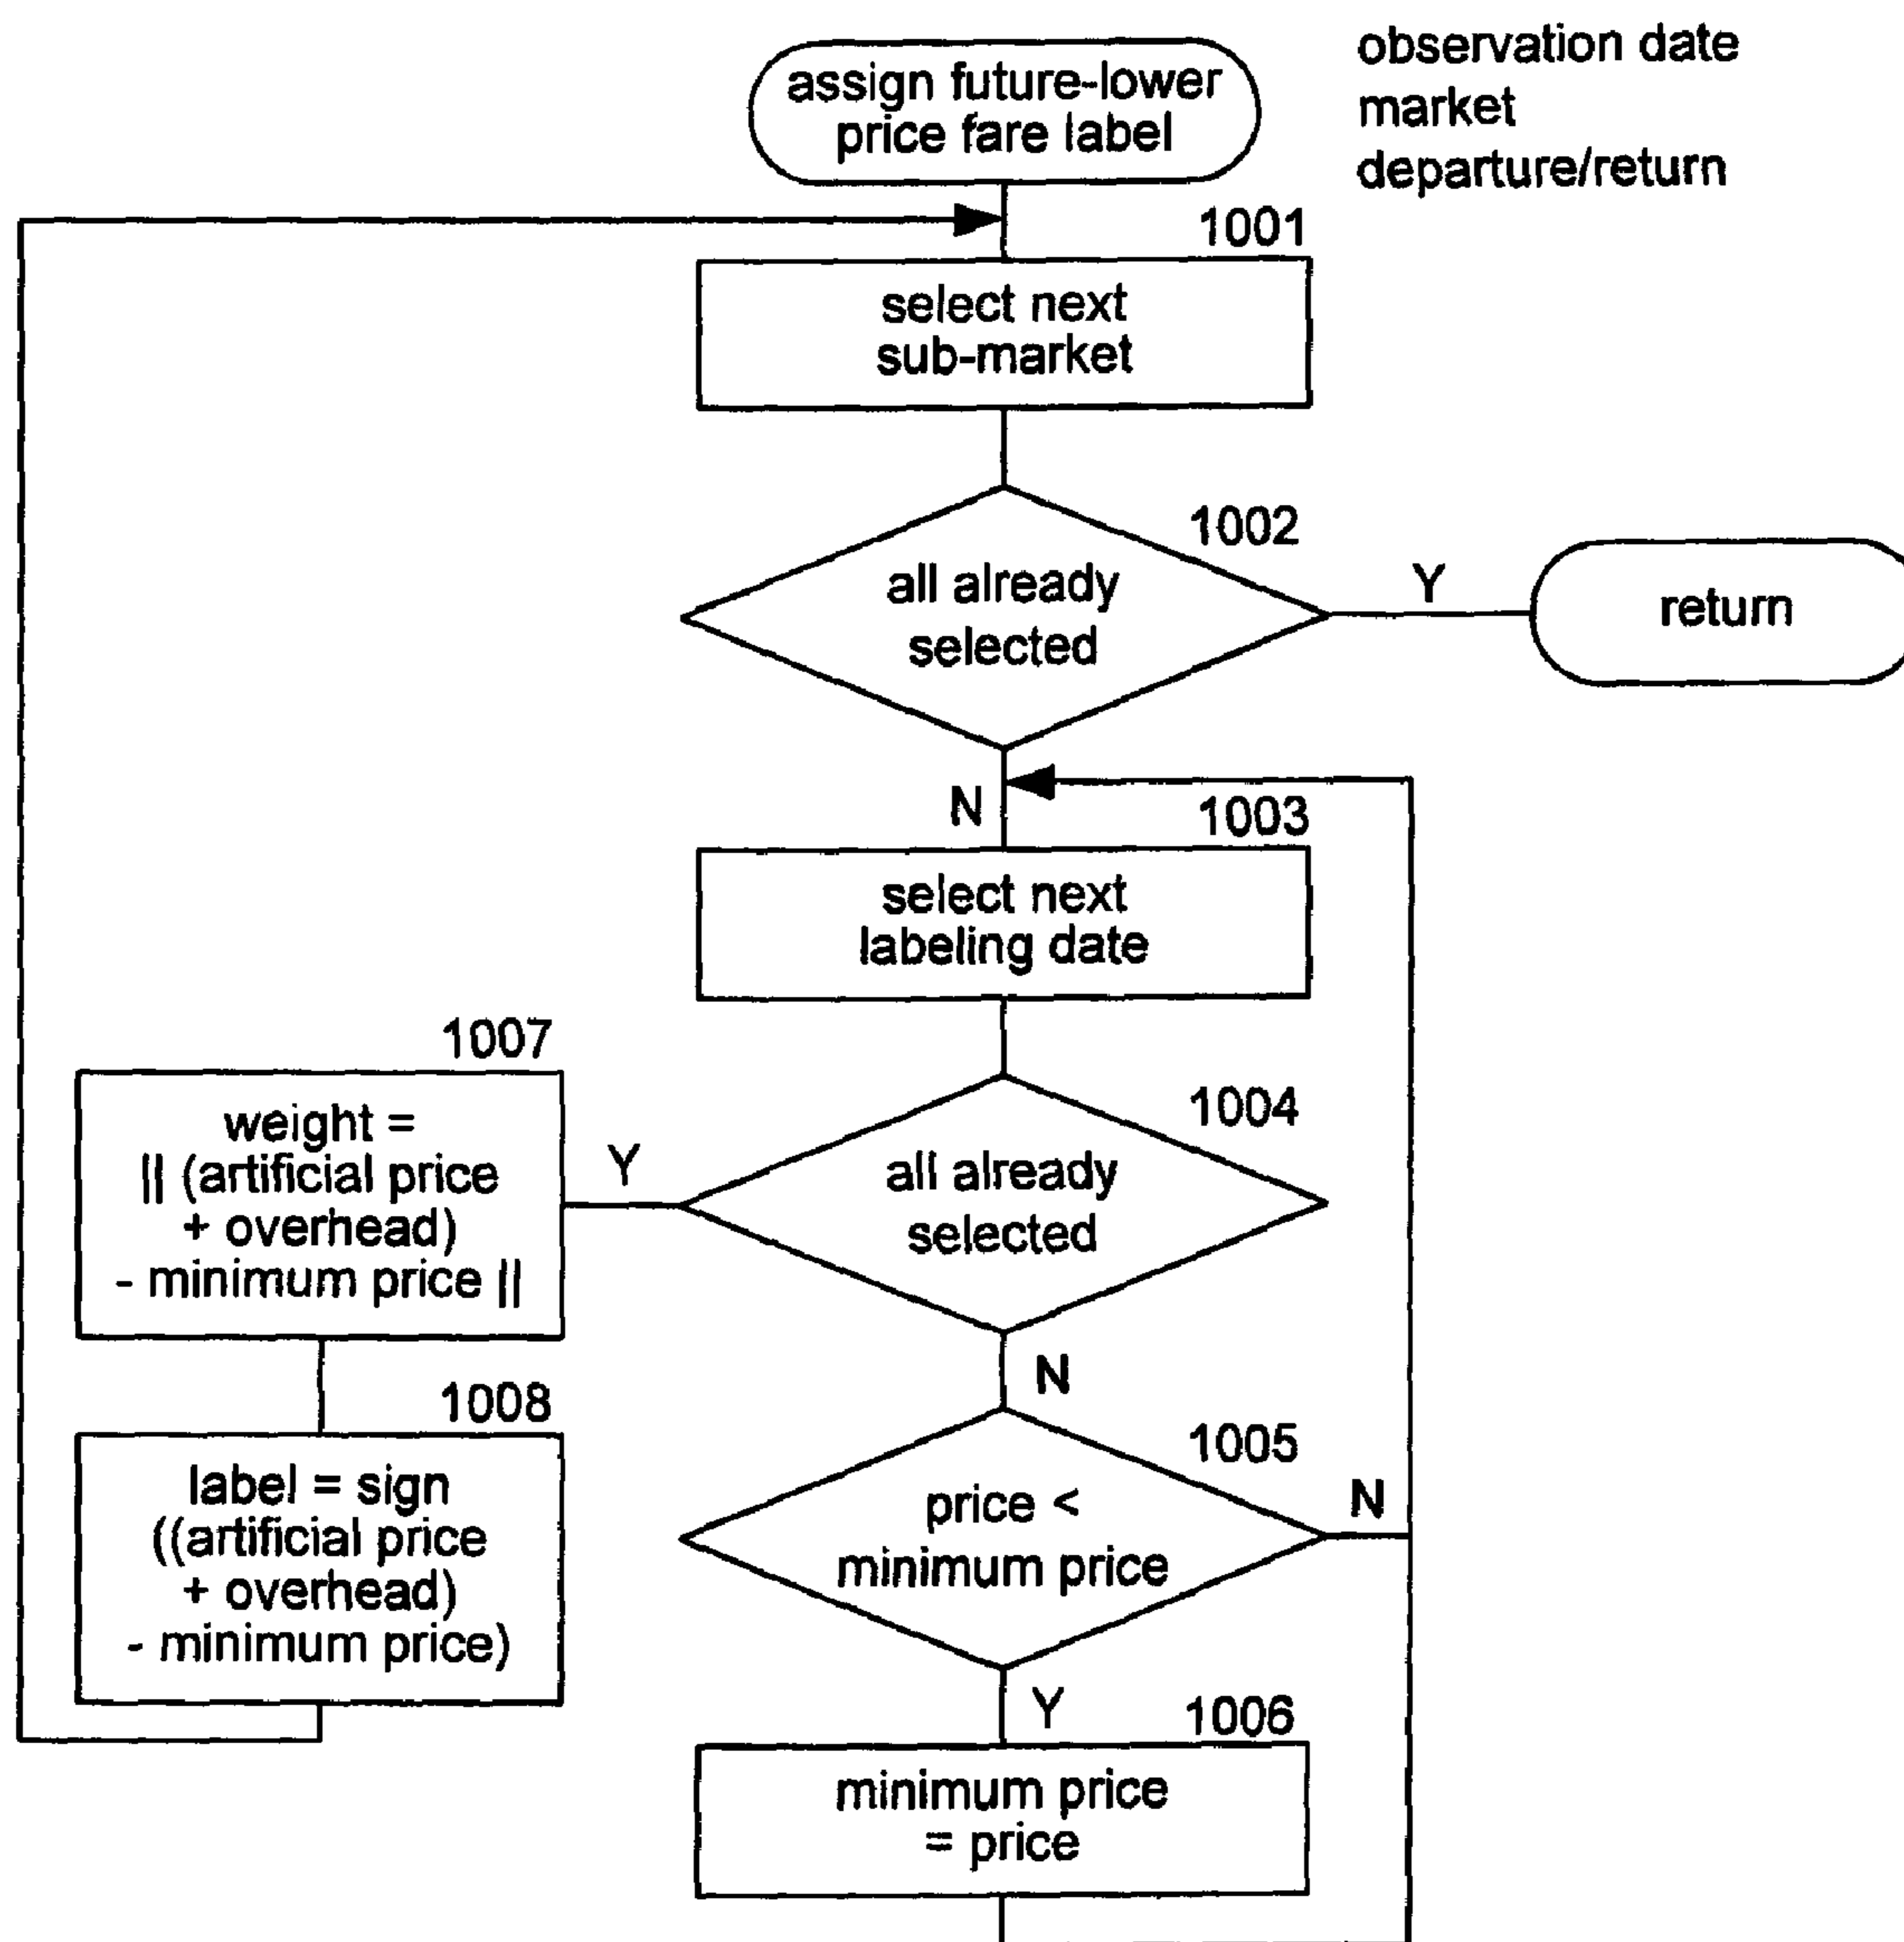 assign future-lower
price fare label
observation date
market
departure/return
1001
select next
sub-market
1002
all already
selected
Y
return
N
1003
select next
labeling date
1004
all already
selected
Y
1007
weight =
|| (artificial price
+ overhead)
- minimum price ||
N
1008
label = sign
((artificial price
+ overhead)
- minimum price)
1005
price <
minimum price
N
Y
1006
minimum price
= price